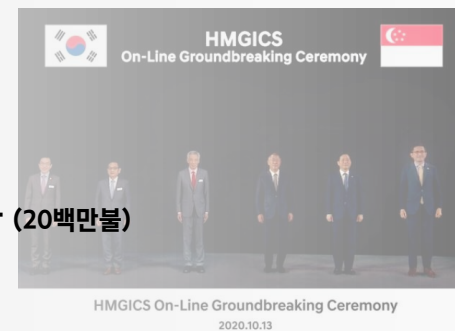 HMGICS
On-Line Groundbreaking Ceremony
(20백만불)
HMGICS On-Line Groundbreaking Ceremony
2020.10.13